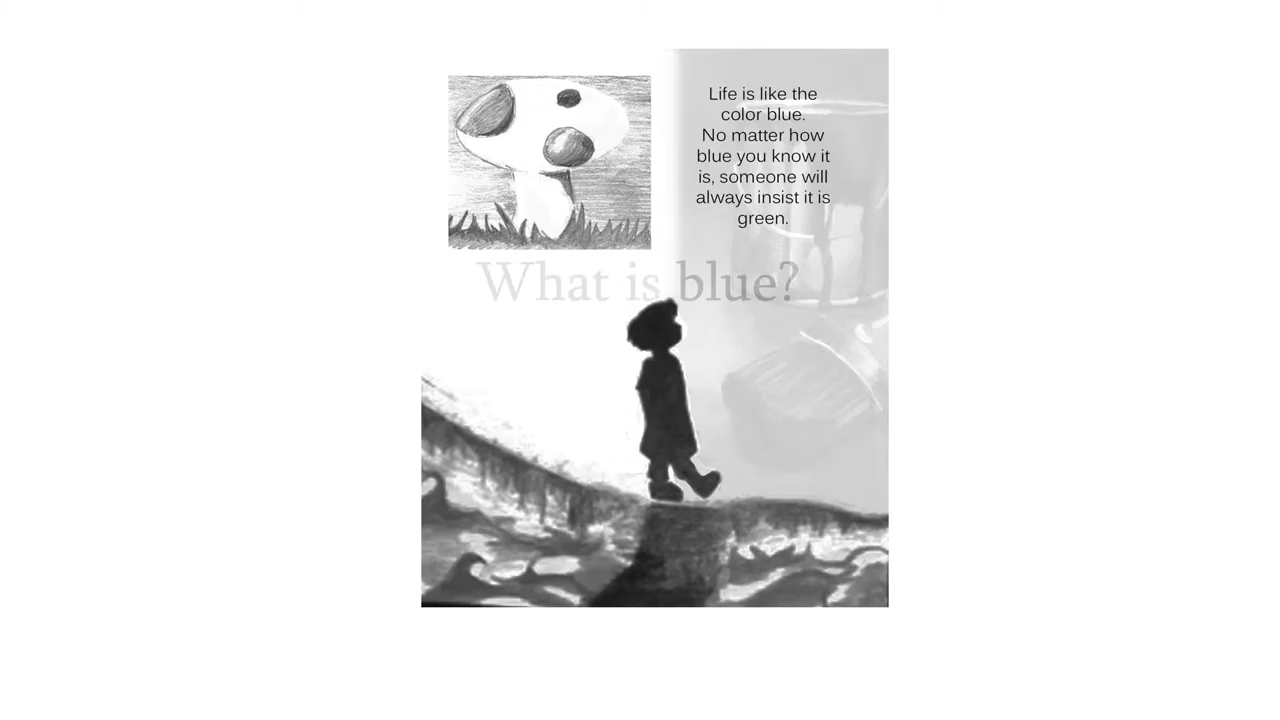 Life is like the
color blue.
No matter how
blue you know it
is, someone will
always insist it is
green.
What is blue?